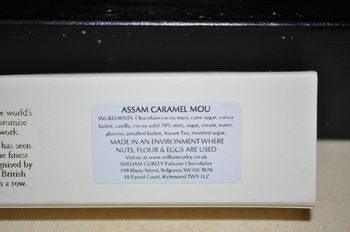 e world's
promise
work.
has seen
e finest
gnised by
British
n a row.
ASSAM CARAMEL MOU
INGREDIENTS: Chocolate(cocoa mass, cane sugar, cocoa
butter, vanilla, cocoa solid 70% min), sugar, cream, water,
glucose, unsalted butter, Assam Tea, inverted sugar.
MADE IN AN ENVIRONMENT WHERE
NUTS, FLOUR & EGGS ARE USED
Visit us at www.williamcurley.co.uk
WILLIAM CURLEY Patissier Chocolatier
198 Ebury Street, Belgravia SW1W 8UN
10 Paved Court, Richmond TW9 1LZ